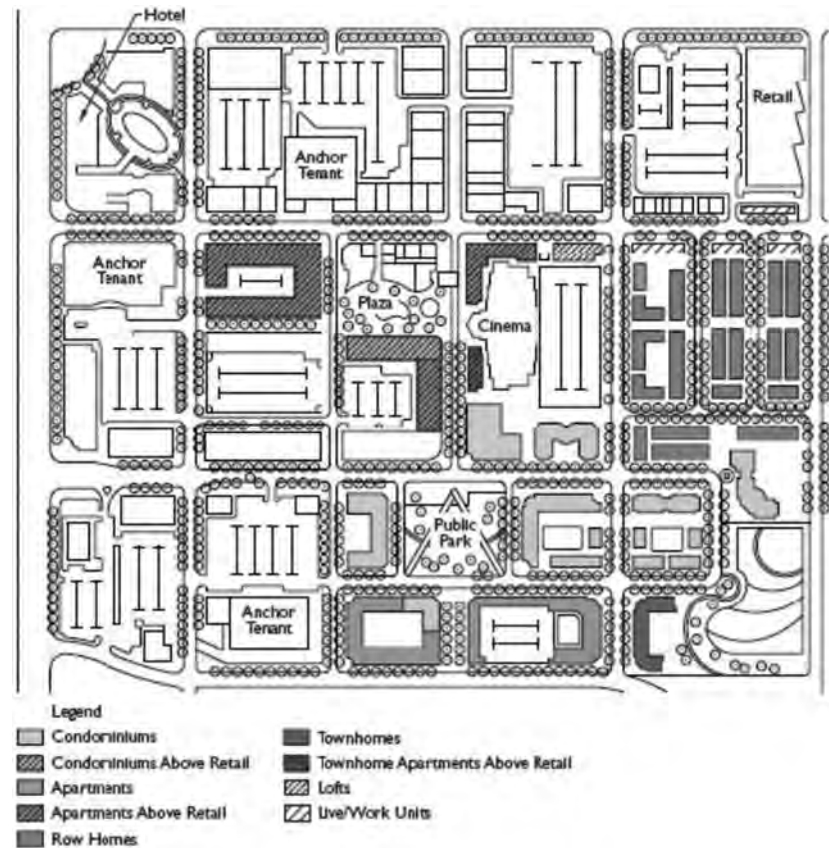 Hotel
Retail
Anchor
Tenant
Anchor
Tenant
Plaza
Cinema
Public
Park
Anchor
Tenant
Legend
Condominiums
Condominiums Above Retail
Apartments
Apartments Above Retail
Row Homes
Townhomes
Townhome Apartments Above Retail
Lofts
Live/Work Units